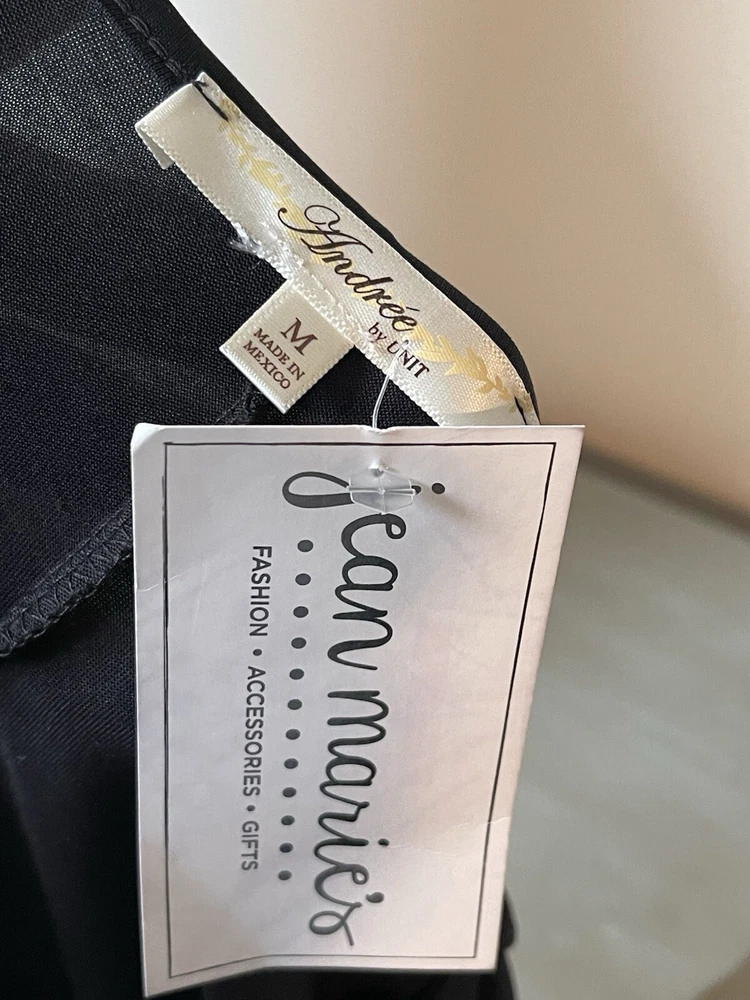 Andrée
by UNIT
M
MADE IN
MEXICO
jean marie's
FASHION • ACCESSORIES • GIFTS